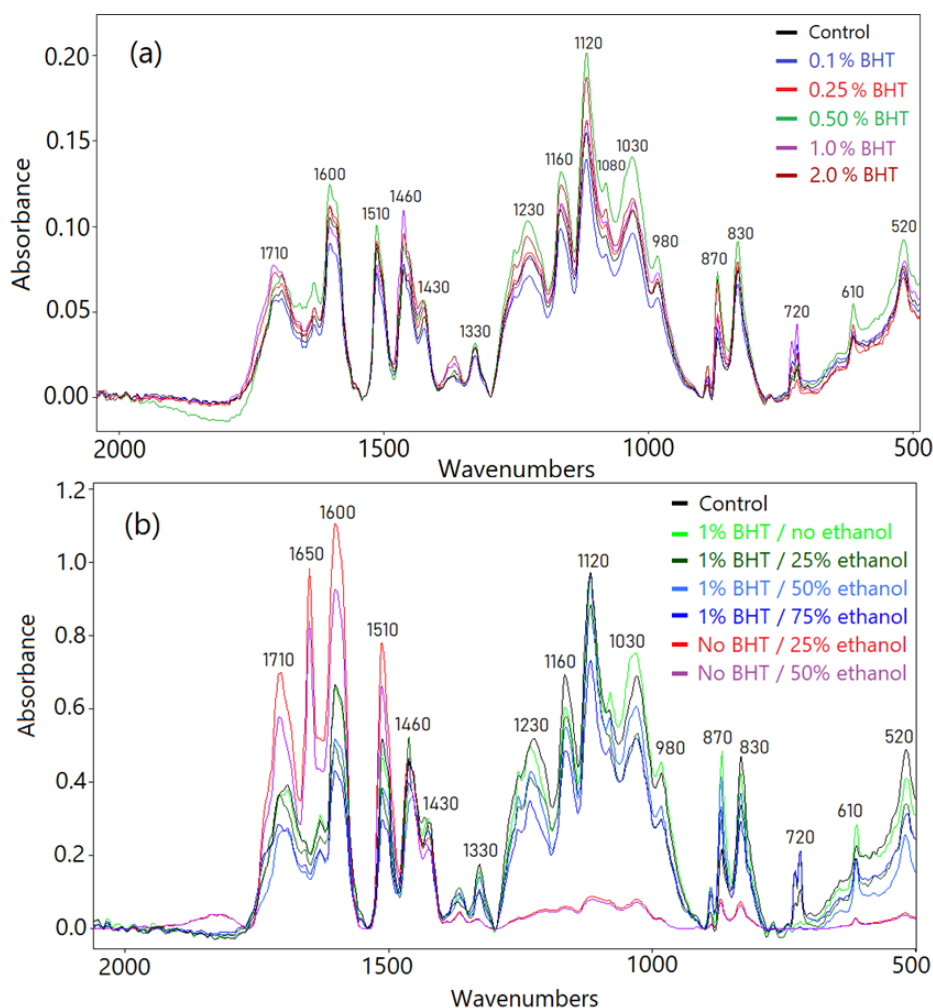 (a)
Control
0.1% BHT
0.25 % BHT
0.50 % BHT
1.0 % BHT
2.0 % BHT
Absorbance
0.20
0.15
0.10
0.05
0.00
1710
1600
1510
1460
1430
1330
1230
1160
1120
1080
1030
980
870
830
720
610
520
2000
1500
1000
500
Wavenumbers
(b)
Control
1% BHT / no ethanol
1% BHT / 25% ethanol
1% BHT / 50% ethanol
1% BHT / 75% ethanol
No BHT / 25% ethanol
No BHT / 50% ethanol
Absorbance
1.2
1.0
0.8
0.6
0.4
0.2
0.0
1710
1650
1600
1510
1460
1430
1330
1230
1160
1120
1030
980
870
830
720
610
520
2000
1500
1000
500
Wavenumbers